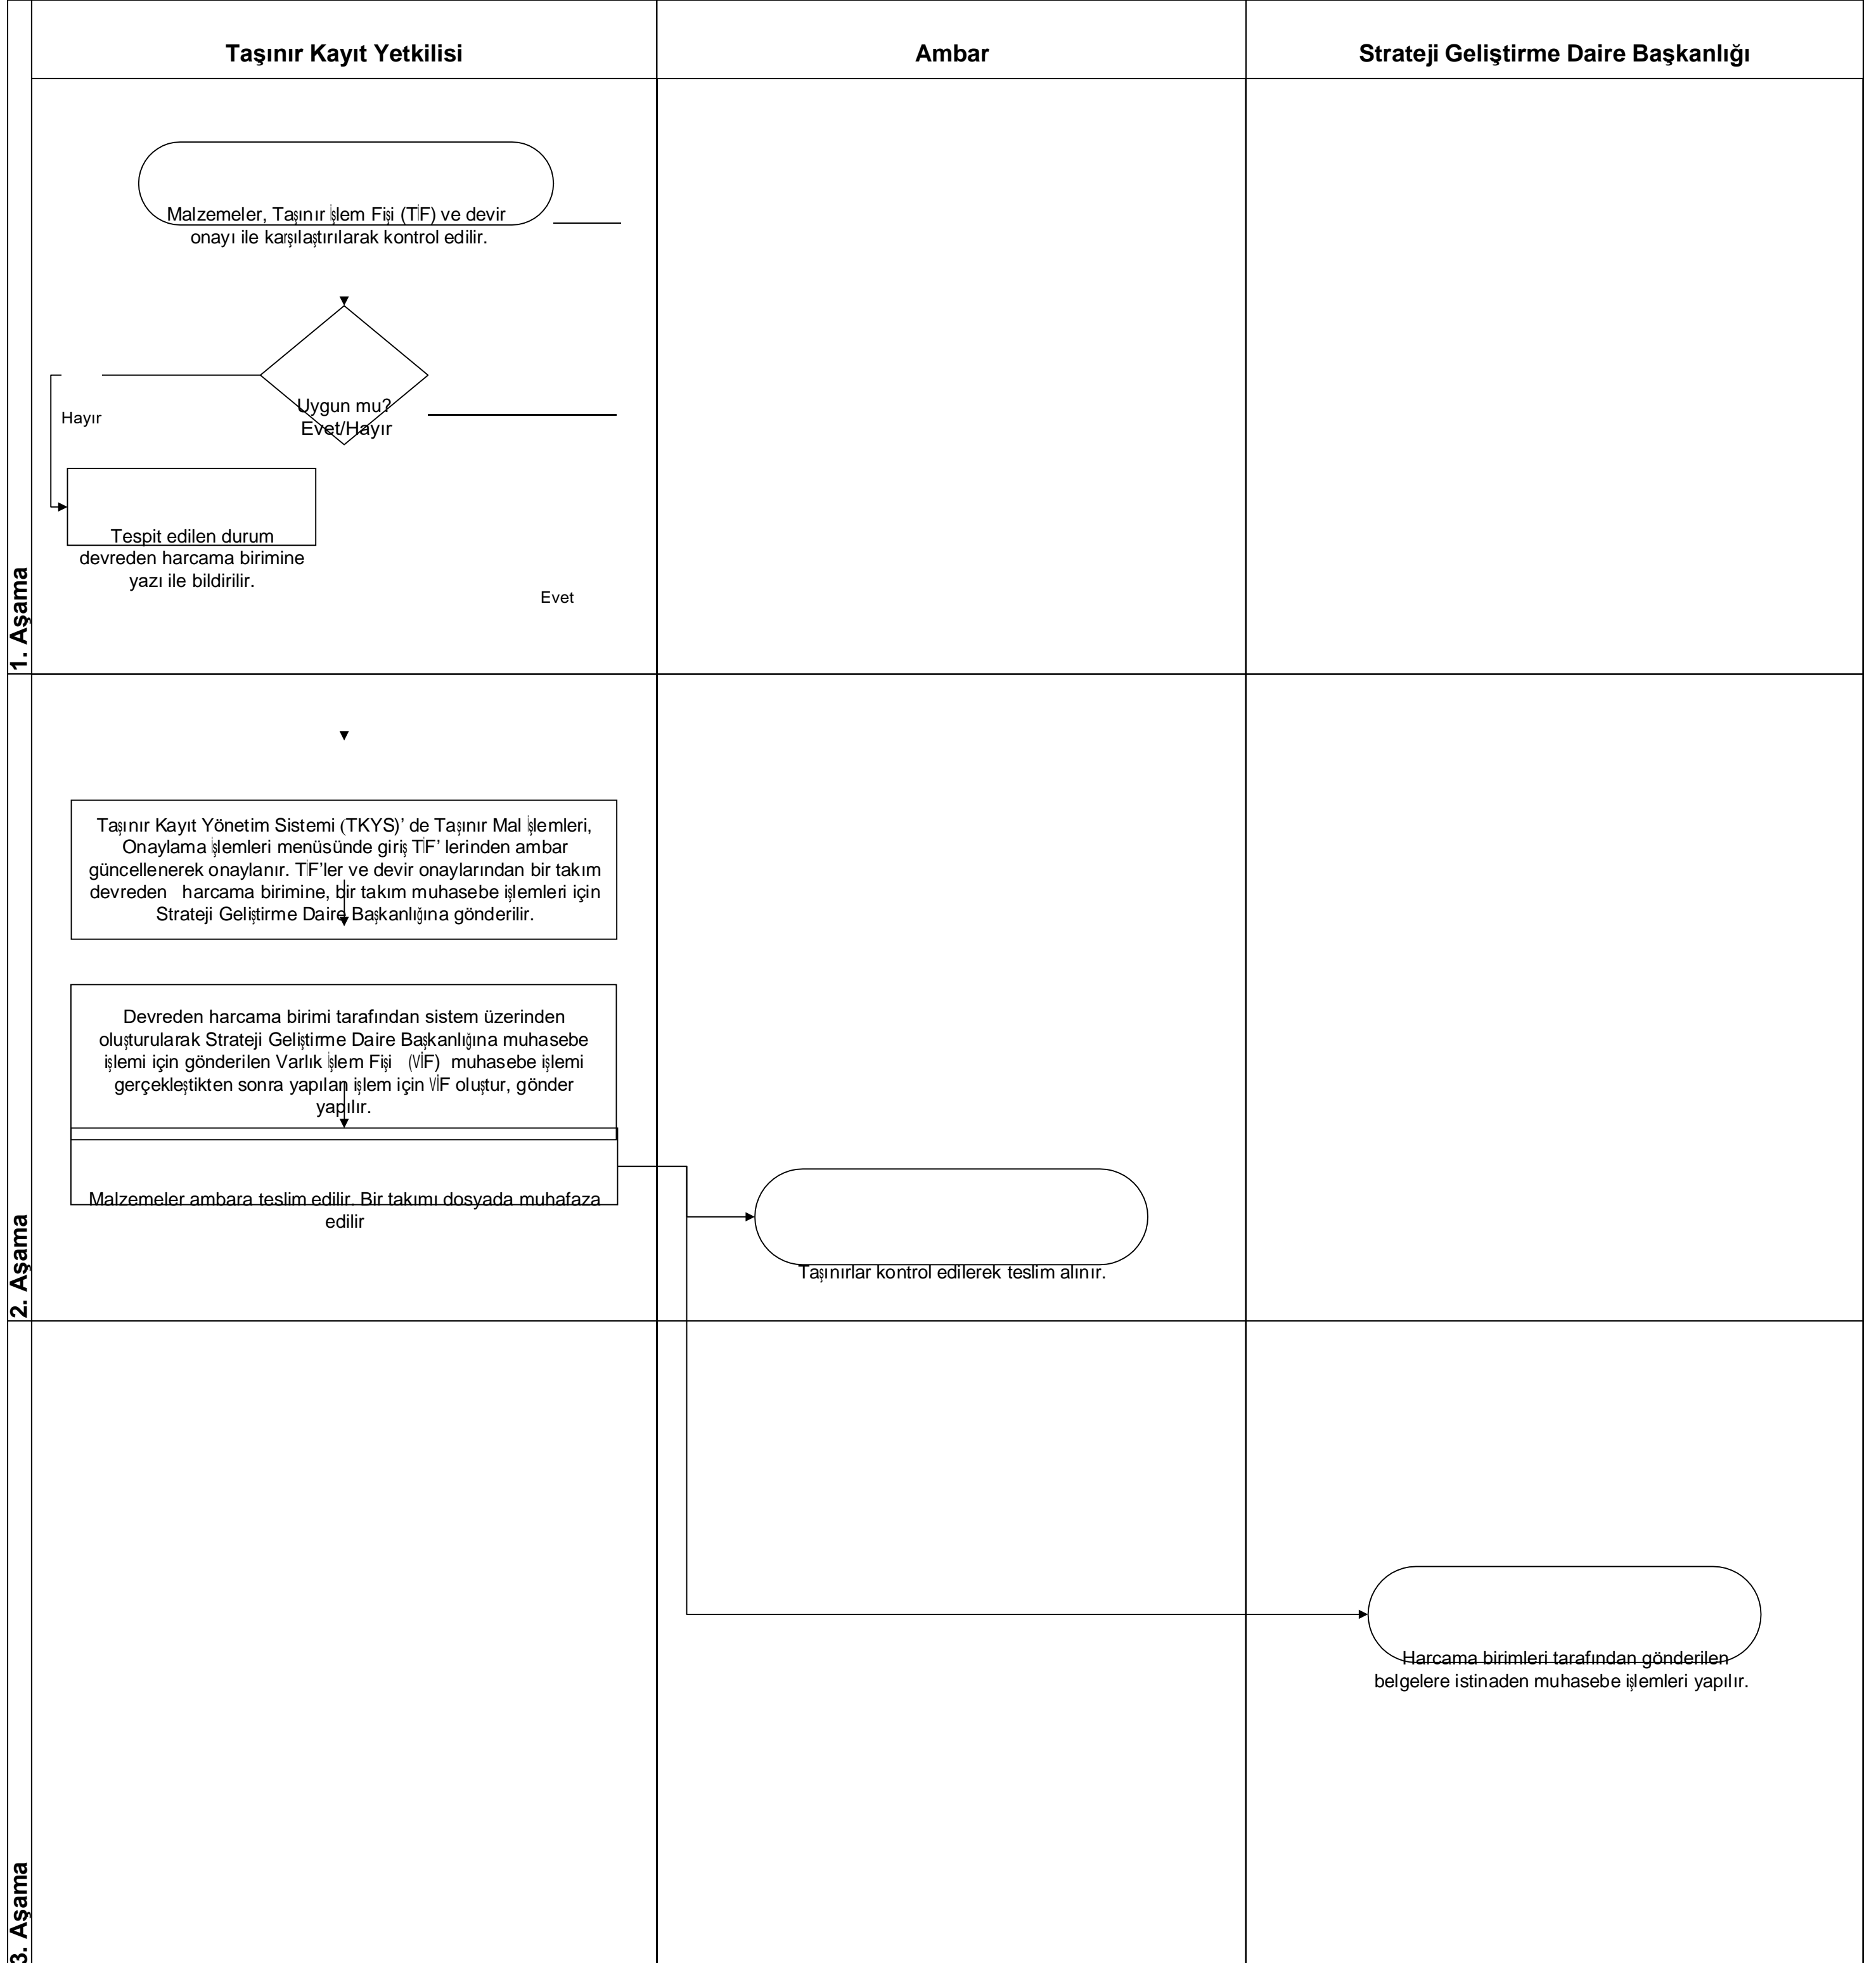 Taşınır Kayıt Yetkilisi
Ambar
Strateji Geliştirme Daire Başkanlığı
1. Aşama
Malzemeler, Taşınır İşlem Fişi (TİF) ve devir
onayı ile karşılaştırılarak kontrol edilir.
Uygun mu?
Evet/Hayır
Hayır
Tespit edilen durum
devreden harcama birimine
yazı ile bildirilir.
Evet
2. Aşama
Taşınır Kayıt Yönetim Sistemi (TKYS)’ de Taşınır Mal İşlemleri,
Onaylama İşlemleri menüsünde giriş TİF’ lerinden ambar
güncellenerek onaylanır. TİF’ler ve devir onaylarından bir takım
devreden harcama birimine, bir takım muhasebe işlemleri için
Strateji Geliştirme Daire Başkanlığına gönderilir.
Devreden harcama birimi tarafından sistem üzerinden
oluşturularak Strateji Geliştirme Daire Başkanlığına muhasebe
işlemi için gönderilen Varlık İşlem Fişi (VİF) muhasebe işlemi
gerçekleştikten sonra yapılan işlem için VİF oluştur, gönder
yapılır.
Malzemeler ambara teslim edilir. Bir takımı dosyada muhafaza
edilir
Taşınırlar kontrol edilerek teslim alınır.
3. Aşama
Harcama birimleri tarafından gönderilen
belgelere istinaden muhasebe işlemleri yapılır.